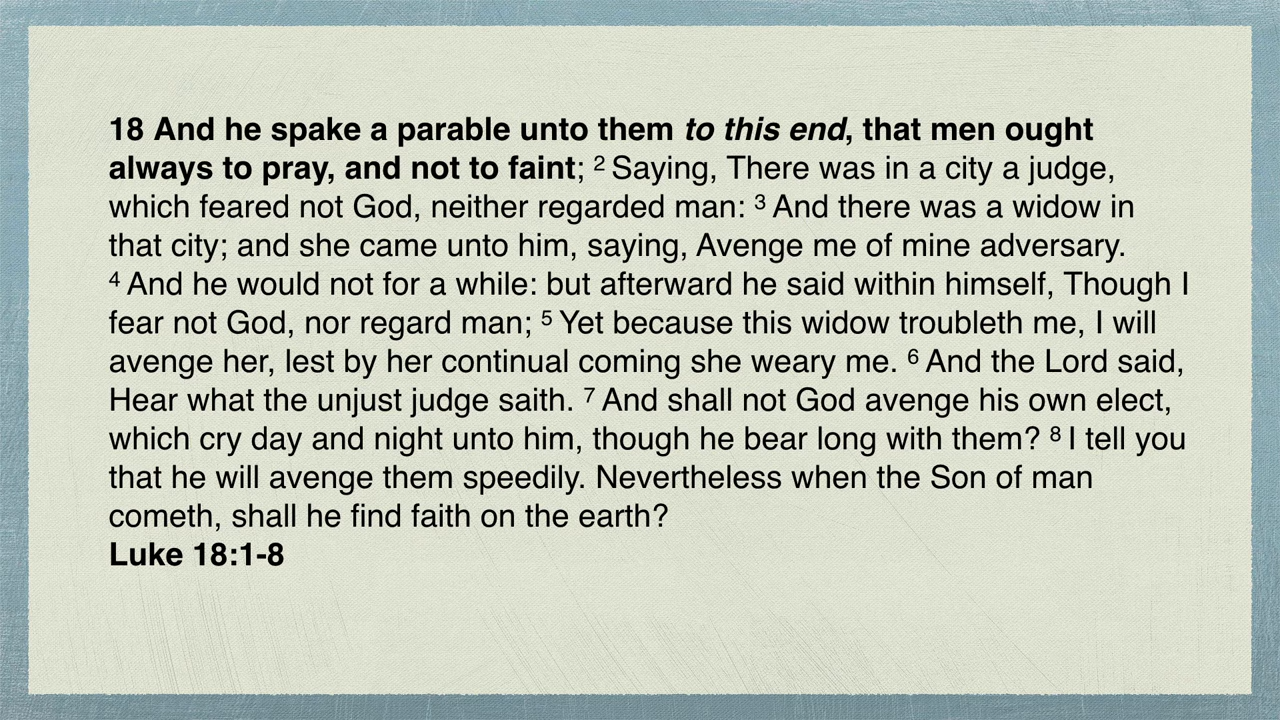 18 And he spake a parable unto them to this end, that men ought
always to pray, and not to faint; 2 Saying, There was in a city a judge,
which feared not God, neither regarded man: 3 And there was a widow in
that city; and she came unto him, saying, Avenge me of mine adversary.
4 And he would not for a while: but afterward he said within himself, Though I
fear not God, nor regard man; 5 Yet because this widow troubleth me, I will
avenge her, lest by her continual coming she weary me. 6 And the Lord said,
Hear what the unjust judge saith. 7 And shall not God avenge his own elect,
which cry day and night unto him, though he bear long with them? 8 I tell you
that he will avenge them speedily. Nevertheless when the Son of man
cometh, shall he find faith on the earth?
Luke 18:1-8